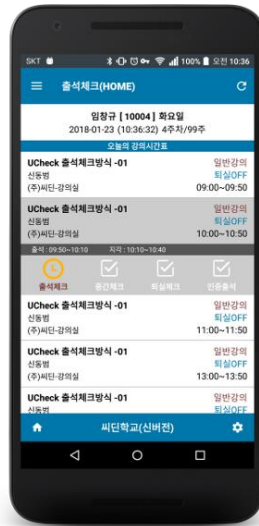 SKT 100% 오전 10:36
출석체크(HOME)
임창규 [ 10004 ] 화요일
2018-01-23 (10:36:32) 4주차/99주
오늘의 강의시간표
UCheck 출석체크방식 -01 일반강의
신동범 퇴실OFF
(주)씨딘-강의실 09:00~09:50
UCheck 출석체크방식 -01 일반강의
신동범 퇴실OFF
(주)씨딘-강의실 10:00~10:50
출석 : 09:50~10:10 지각 : 10:10~10:40
출석체크 중간체크 퇴실체크 인증출석
UCheck 출석체크방식 -01 일반강의
신동범 퇴실OFF
(주)씨딘-강의실 11:00~11:50
UCheck 출석체크방식 -01 일반강의
신동범 퇴실OFF
(주)씨딘-강의실 13:00~13:50
UCheck 출석체크방식 -01 일반강의
신동범 퇴실OFF
씨딘학교(신버전)